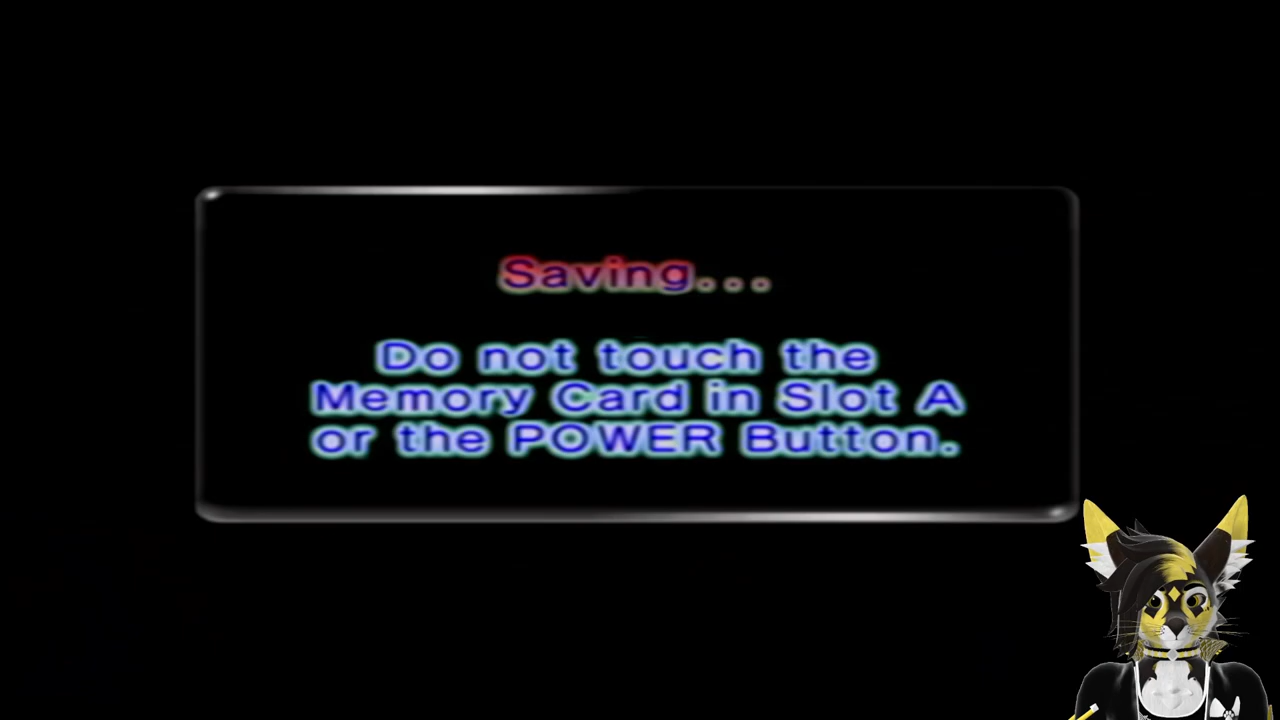 Saving...
Do not touch the
Memory Card in Slot A
or the POWER Button.